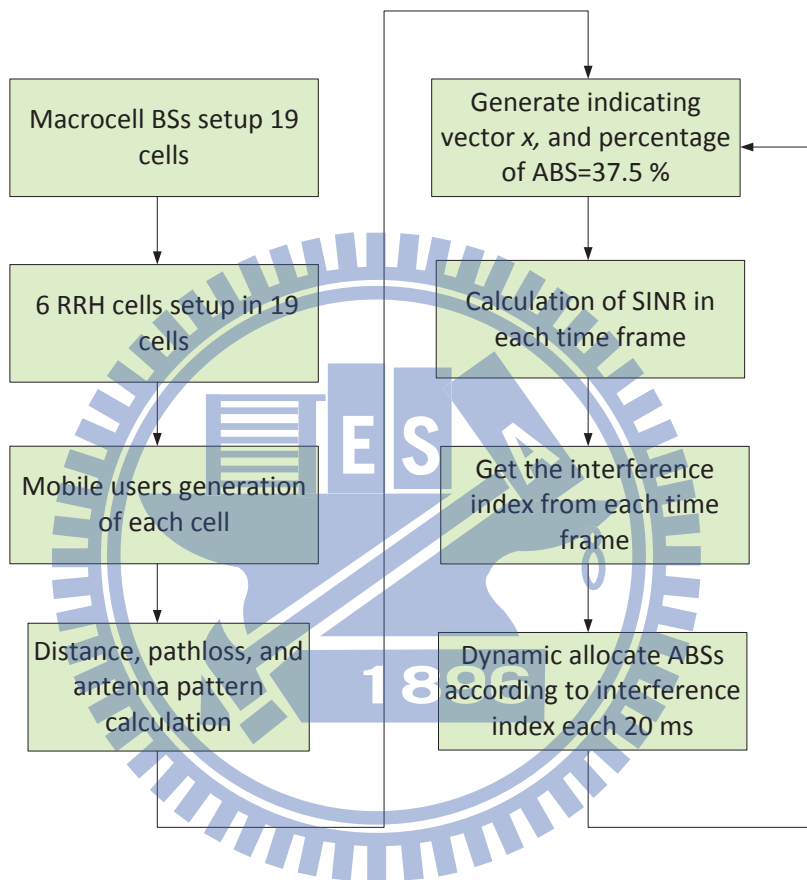 Macrocell BSs setup 19
cells
6 RRH cells setup in 19
cells
Mobile users generation
of each cell
Distance, pathloss, and
antenna pattern
calculation
Generate indicating
vector x, and percentage
of ABS=37.5 %
Calculation of SINR in
each time frame
Get the interference
index from each time
frame
Dynamic allocate ABSs
according to interference
index each 20 ms
E S A
1896